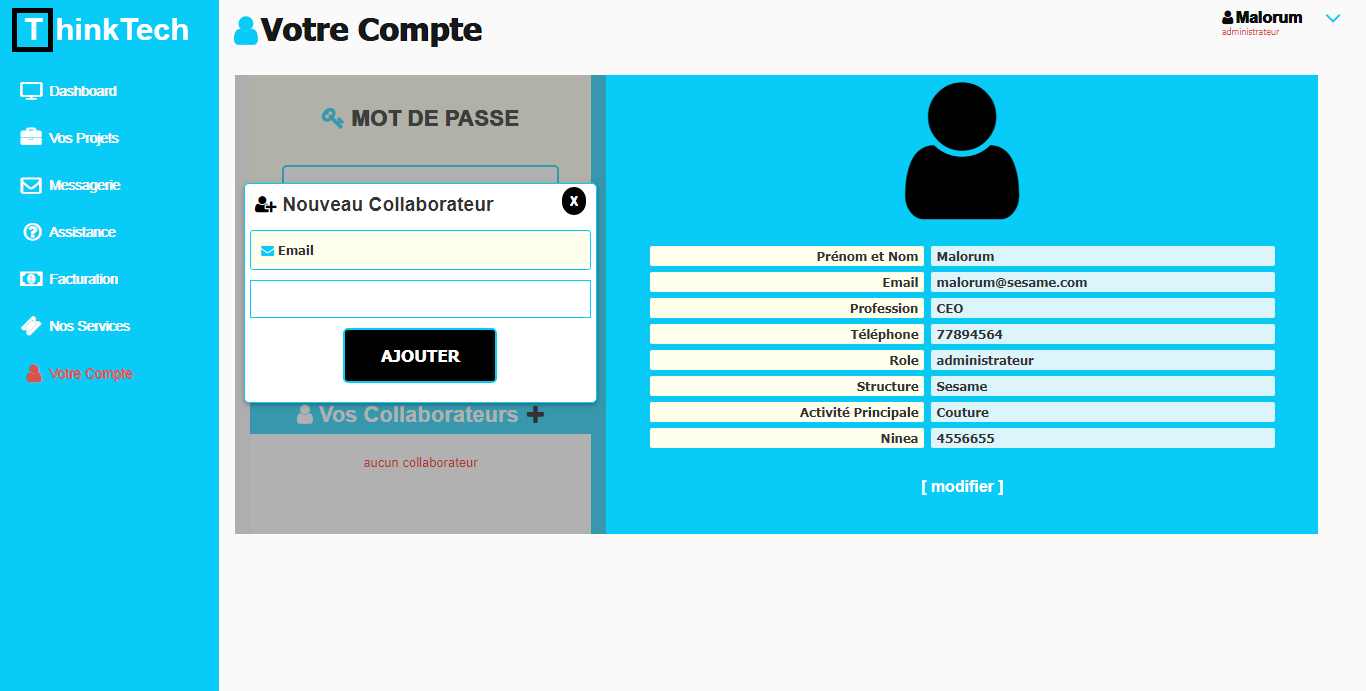 ThinkTech
Dashboard
Vos Projets
Messagerie
Assistance
Facturation
Nos Services
Votre Compte
Votre Compte
Malorum
administrateur
MOT DE PASSE
Nouveau Collaborateur
X
Email
AJOUTER
Vos Collaborateurs
aucun collaborateur
Prénom et Nom Malorum
Email malorum@sesame.com
Profession CEO
Téléphone 77894564
Role administrateur
Structure Sesame
Activité Principale Couture
Ninea 4556655
[ modifier ]